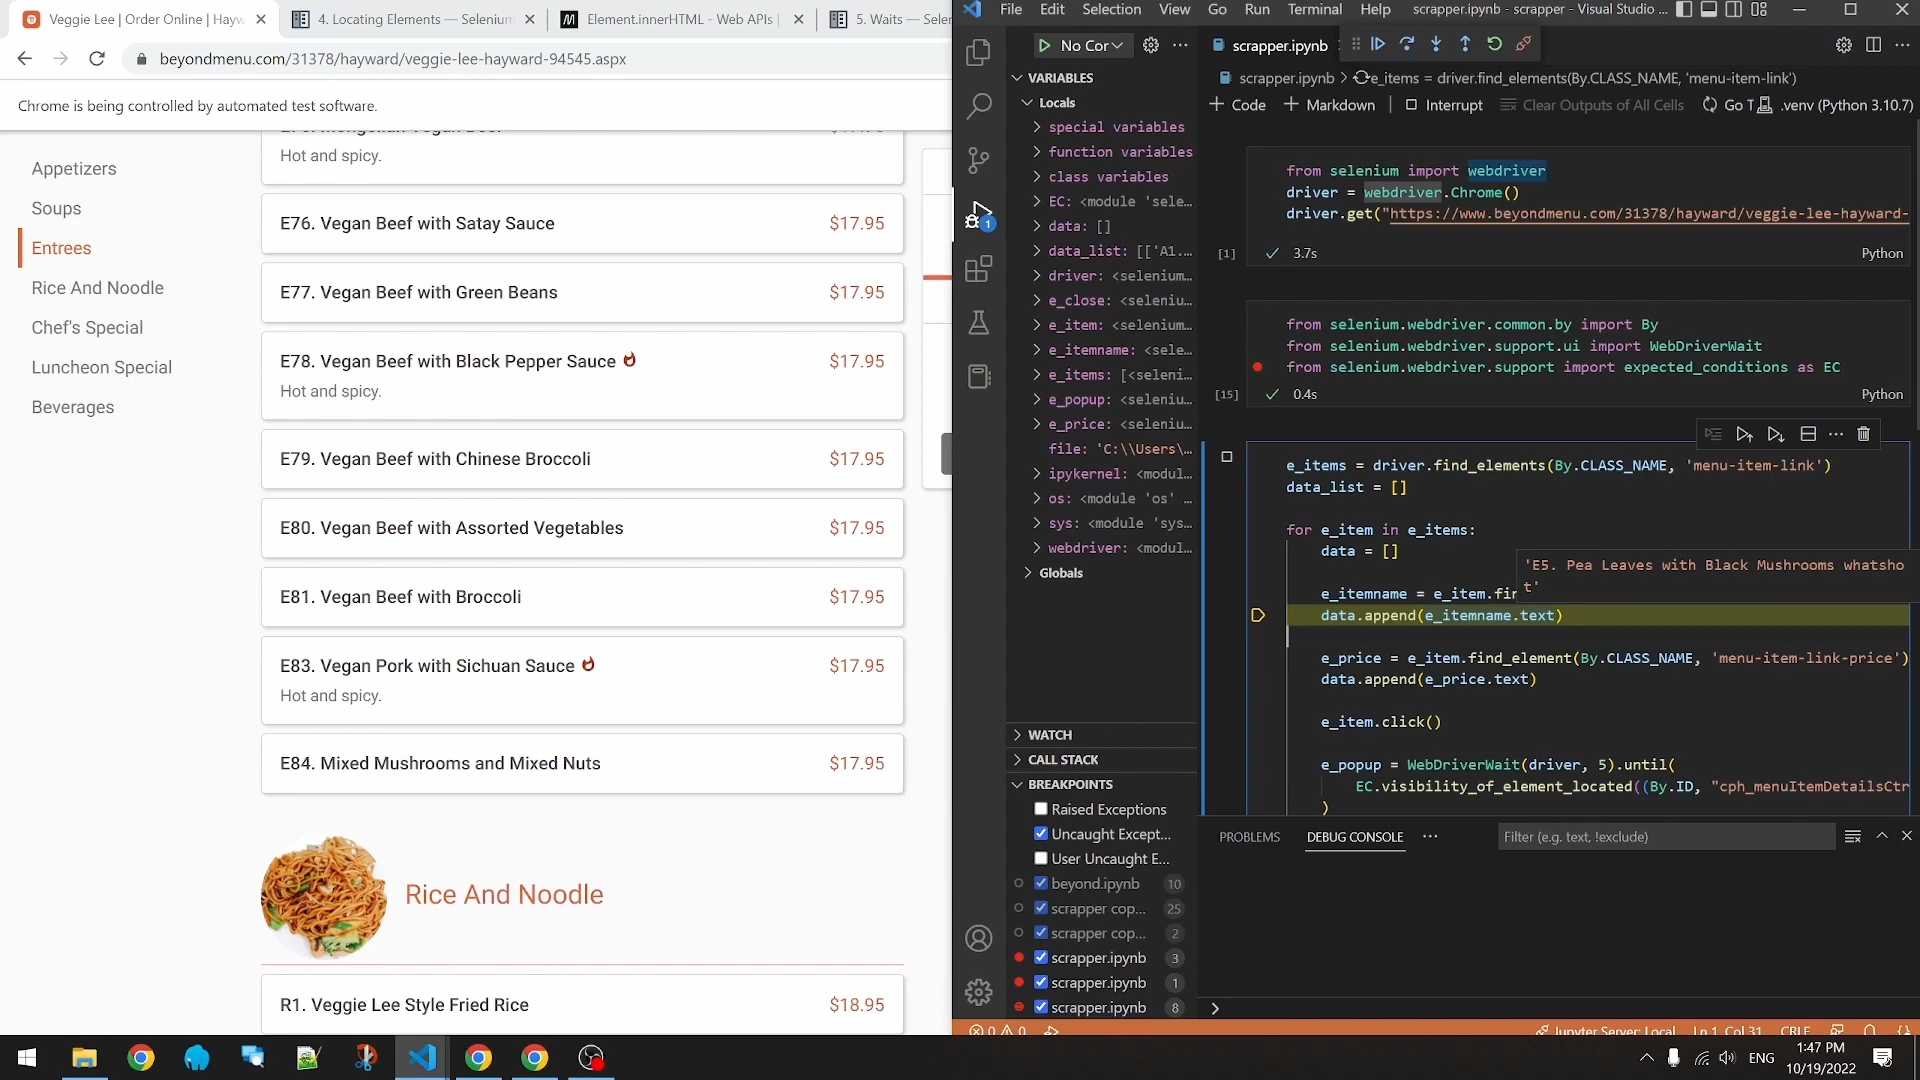 Veggie Lee | Order Online | Hayw
4. Locating Elements — Selenium
Element.innerHTML - Web APIs |
5. Waits — Selen
beyondmenu.com/31378/hayward/veggie-lee-hayward-94545.aspx
Chrome is being controlled by automated test software.
Appetizers
Soups
Entrees
Rice And Noodle
Chef's Special
Luncheon Special
Beverages
Hot and spicy.
E76. Vegan Beef with Satay Sauce $17.95
E77. Vegan Beef with Green Beans $17.95
E78. Vegan Beef with Black Pepper Sauce $17.95
Hot and spicy.
E79. Vegan Beef with Chinese Broccoli $17.95
E80. Vegan Beef with Assorted Vegetables $17.95
E81. Vegan Beef with Broccoli $17.95
E83. Vegan Pork with Sichuan Sauce $17.95
Hot and spicy.
E84. Mixed Mushrooms and Mixed Nuts $17.95
Rice And Noodle
R1. Veggie Lee Style Fried Rice $18.95
File Edit Selection View Go Run Terminal Help scrapper.ipynb - scrapper - Visual Studio ...
No Cor
1
VARIABLES
Locals
special variables
function variables
class variables
EC: <module 'sele...
data: []
data_list: [['A1....
driver: <selenium...
e_close: <seleniu...
e_item: <selenium...
e_itemname: <sele...
e_items: [<seleni...
e_popup: <seleniu...
e_price: <seleniu...
file: 'C:\\Users\...
ipykernel: <modul...
os: <module 'os' ...
sys: <module 'sys...
webdriver: <modul...
Globals
WATCH
CALL STACK
BREAKPOINTS
Raised Exceptions
Uncaught Except...
User Uncaught E...
beyond.ipynb 10
scrapper cop... 25
scrapper cop... 2
scrapper.ipynb 3
scrapper.ipynb 1
scrapper.ipynb 8
scrapper.ipynb
scrapper.ipynb > e_items = driver.find_elements(By.CLASS_NAME, 'menu-item-link')
+ Code + Markdown | Interrupt Clear Outputs of All Cells Go T .venv (Python 3.10.7)
from selenium import webdriver
driver = webdriver.Chrome()
driver.get("https://www.beyondmenu.com/31378/hayward/veggie-lee-hayward-
[1] 3.7s Python
from selenium.webdriver.common.by import By
from selenium.webdriver.support.ui import WebDriverWait
from selenium.webdriver.support import expected_conditions as EC
[15] 0.4s Python
e_items = driver.find_elements(By.CLASS_NAME, 'menu-item-link')
data_list = []
for e_item in e_items:
data = []
'E5. Pea Leaves with Black Mushrooms whatsho
t'
e_itemname = e_item.fin
data.append(e_itemname.text)
e_price = e_item.find_element(By.CLASS_NAME, 'menu-item-link-price')
data.append(e_price.text)
e_item.click()
e_popup = WebDriverWait(driver, 5).until(
EC.visibility_of_element_located((By.ID, "cph_menuItemDetailsCtr
)
PROBLEMS DEBUG CONSOLE ... Filter (e.g. text, !exclude)
0 0 Jupyter Server: Local Ln 1, Col 31 CRLF
ENG
1:47 PM
10/19/2022